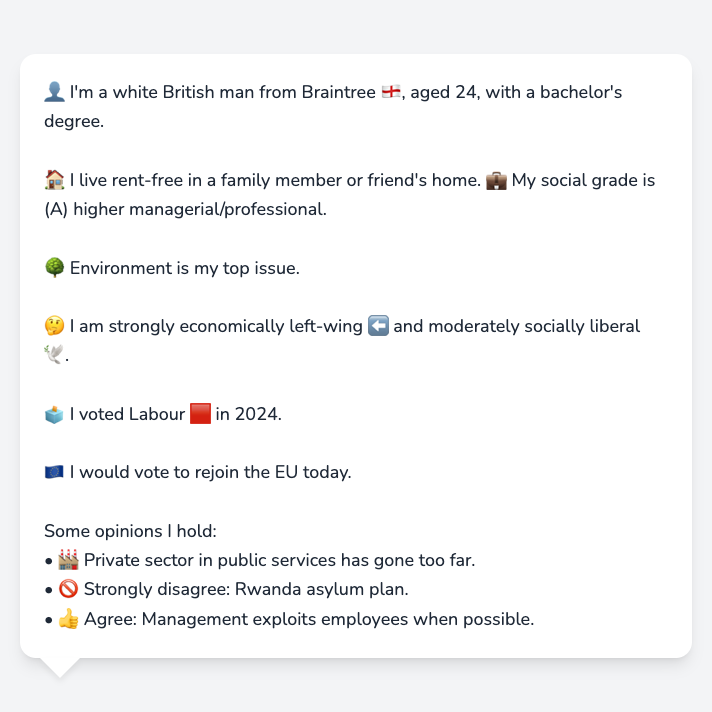 👤 I'm a white British man from Braintree 🏴󠁧󠁢󠁥󠁮󠁧󠁿, aged 24, with a bachelor's
degree.
🏠 I live rent-free in a family member or friend's home. 💼 My social grade is
(A) higher managerial/professional.
🌳 Environment is my top issue.
🤔 I am strongly economically left-wing ⬅️ and moderately socially liberal
🕊️.
🗳️ I voted Labour 🟥 in 2024.
🇪🇺 I would vote to rejoin the EU today.
Some opinions I hold:
• 🏭 Private sector in public services has gone too far.
• 🚫 Strongly disagree: Rwanda asylum plan.
• 👍 Agree: Management exploits employees when possible.